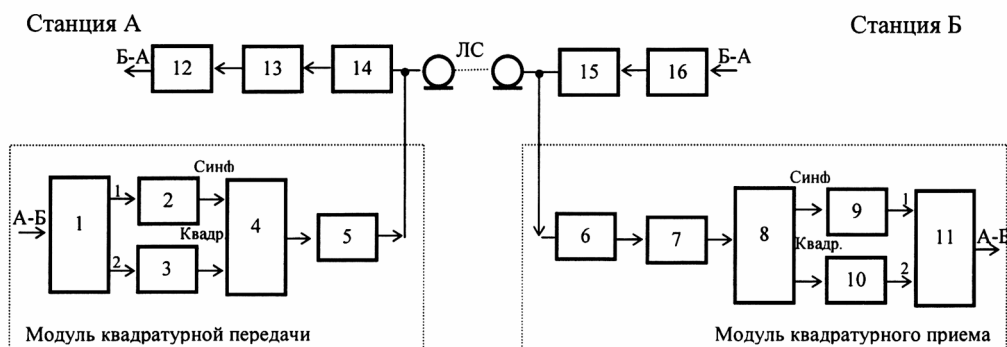 Станция А
Станция Б
Б-А
12
13
14
ЛС
15
16
Б-А
Синф
Синф
А-Б
1
1
2
2
3
Квадр.
4
5
6
7
8
Квадр.
9
10
1
2
11
А-Б
Модуль квадратурной передачи
Модуль квадратурного приема